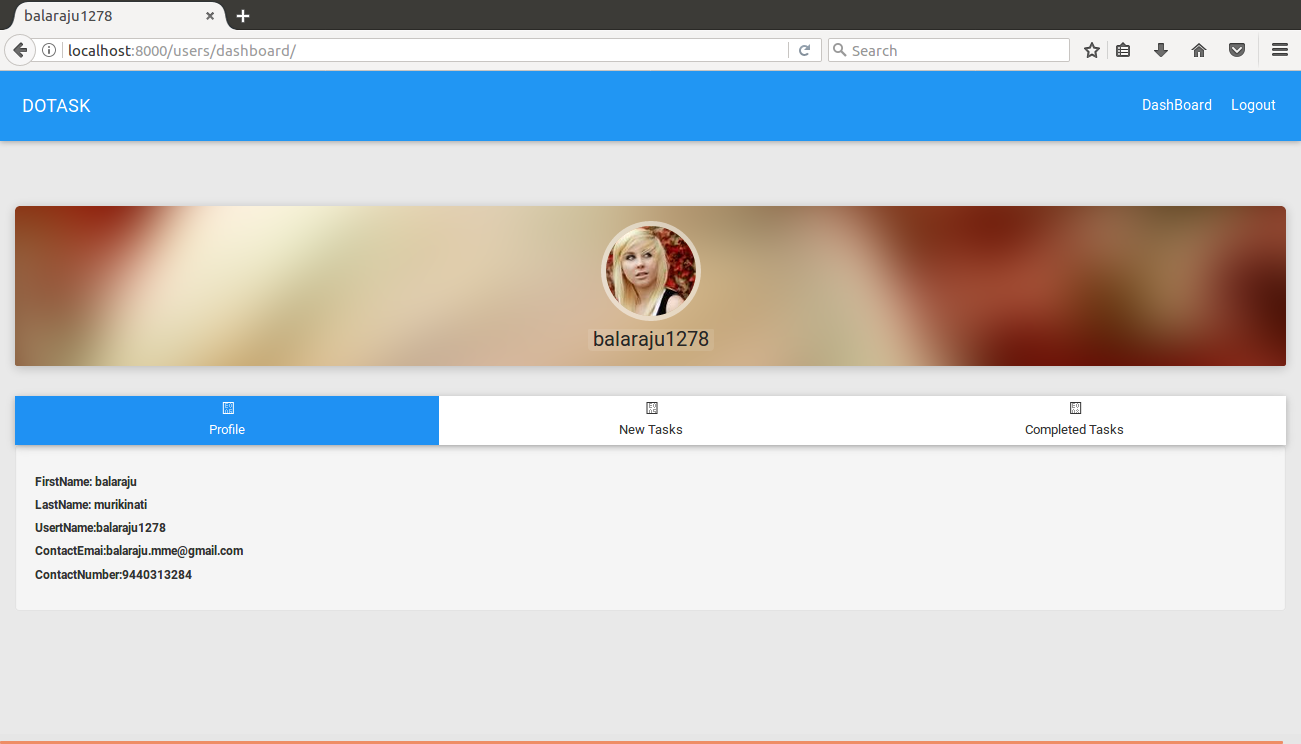 balaraju1278
localhost:8000/users/dashboard/
Search
DOTASK
DashBoard
Logout
balaraju1278
Profile
New Tasks
Completed Tasks
FirstName: balaraju
LastName: murikinati
UsertName:balaraju1278
ContactEmai:balaraju.mme@gmail.com
ContactNumber:9440313284